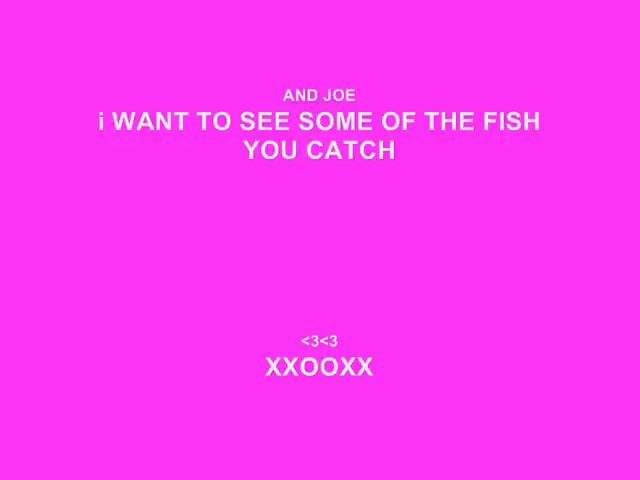 AND JOE
i WANT TO SEE SOME OF THE FISH
YOU CATCH
<3<3
XXOOXX